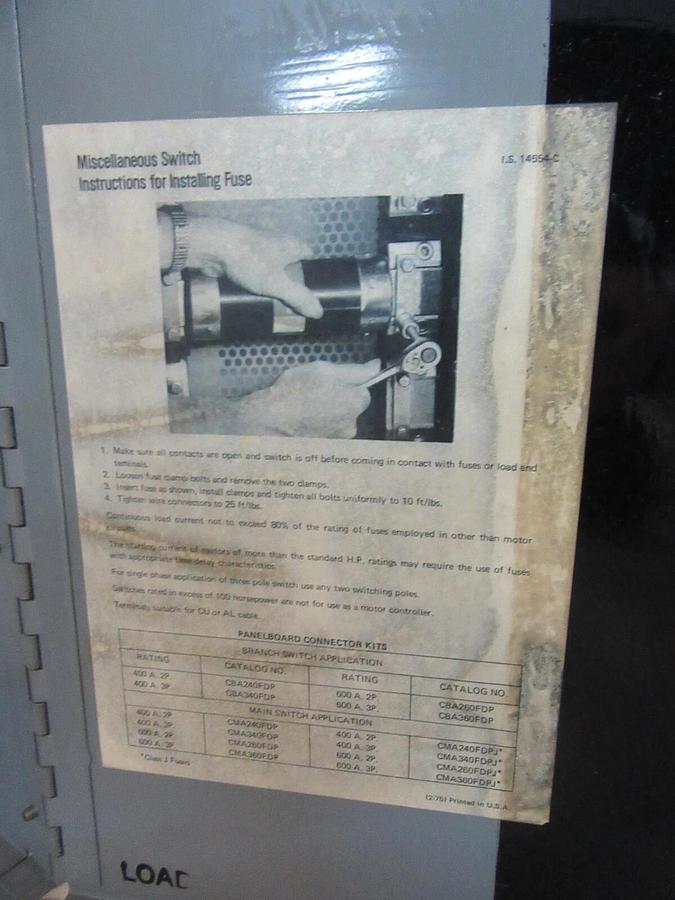 Miscellaneous Switch
Instructions for Installing Fuse
I.S. 14554-C
1. Make sure all contacts are open and switch is off before coming in contact with fuses or load end
terminals.
2. Loosen fuse clamp bolts and remove the two clamps.
3. Insert fuse as shown, install clamps and tighten all bolts uniformly to 10 ft/lbs.
4. Tighten wire connectors to 25 ft/lbs.
Continuous load current not to exceed 80% of the rating of fuses employed in other than motor
circuits.
The starting current of motors of more than the standard H.P. ratings may require the use of fuses
with appropriate time delay characteristics.
For single phase application of three pole switch use any two switching poles.
Switches rated in excess of 100 horsepower are not for use as a motor controller.
Terminals suitable for CU or AL cable.
PANELBOARD CONNECTOR KITS
BRANCH SWITCH APPLICATION
RATING CATALOG NO. RATING CATALOG NO.
400 A. 2P. CBA240FDP 600 A. 2P. CBA260FDP
400 A. 3P. CBA340FDP 600 A. 3P. CBA360FDP
MAIN SWITCH APPLICATION
400 A. 2P. CMA240FDP 400 A. 2P. CMA240FDPJ*
400 A. 3P. CMA340FDP 400 A. 3P. CMA340FDPJ*
600 A. 2P. CMA260FDP 600 A. 2P. CMA260FDPJ*
600 A. 3P. CMA360FDP 600 A. 3P. CMA360FDPJ*
*Class J Fuses
(2-75) Printed in U.S.A.
LOAD